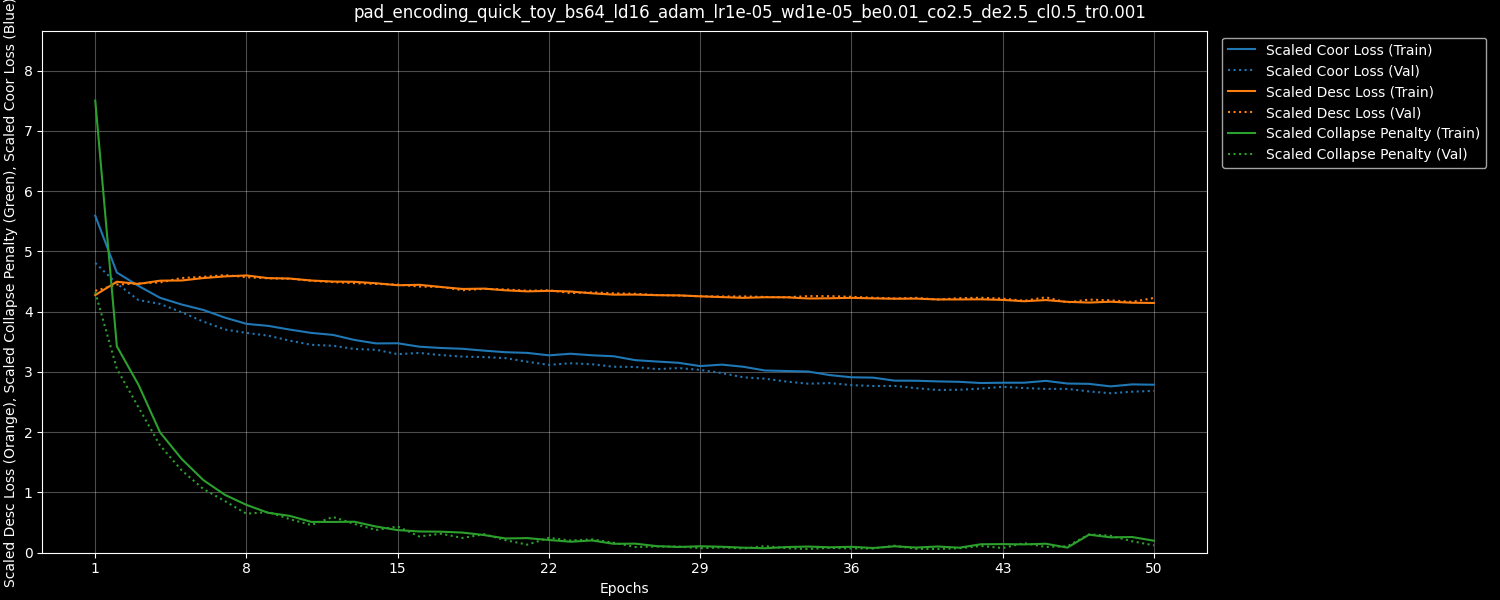 pad_encoding_quick_toy_bs64_ld16_adam_lr1e-05_wd1e-05_be0.01_co2.5_de2.5_cl0.5_tr0.001
Scaled Desc Loss (Orange), Scaled Collapse Penalty (Green), Scaled Coor Loss (Blue)
8
7
6
5
4
3
2
1
0
1 8 15 22 29 36 43 50
Epochs
Scaled Coor Loss (Train)
Scaled Coor Loss (Val)
Scaled Desc Loss (Train)
Scaled Desc Loss (Val)
Scaled Collapse Penalty (Train)
Scaled Collapse Penalty (Val)